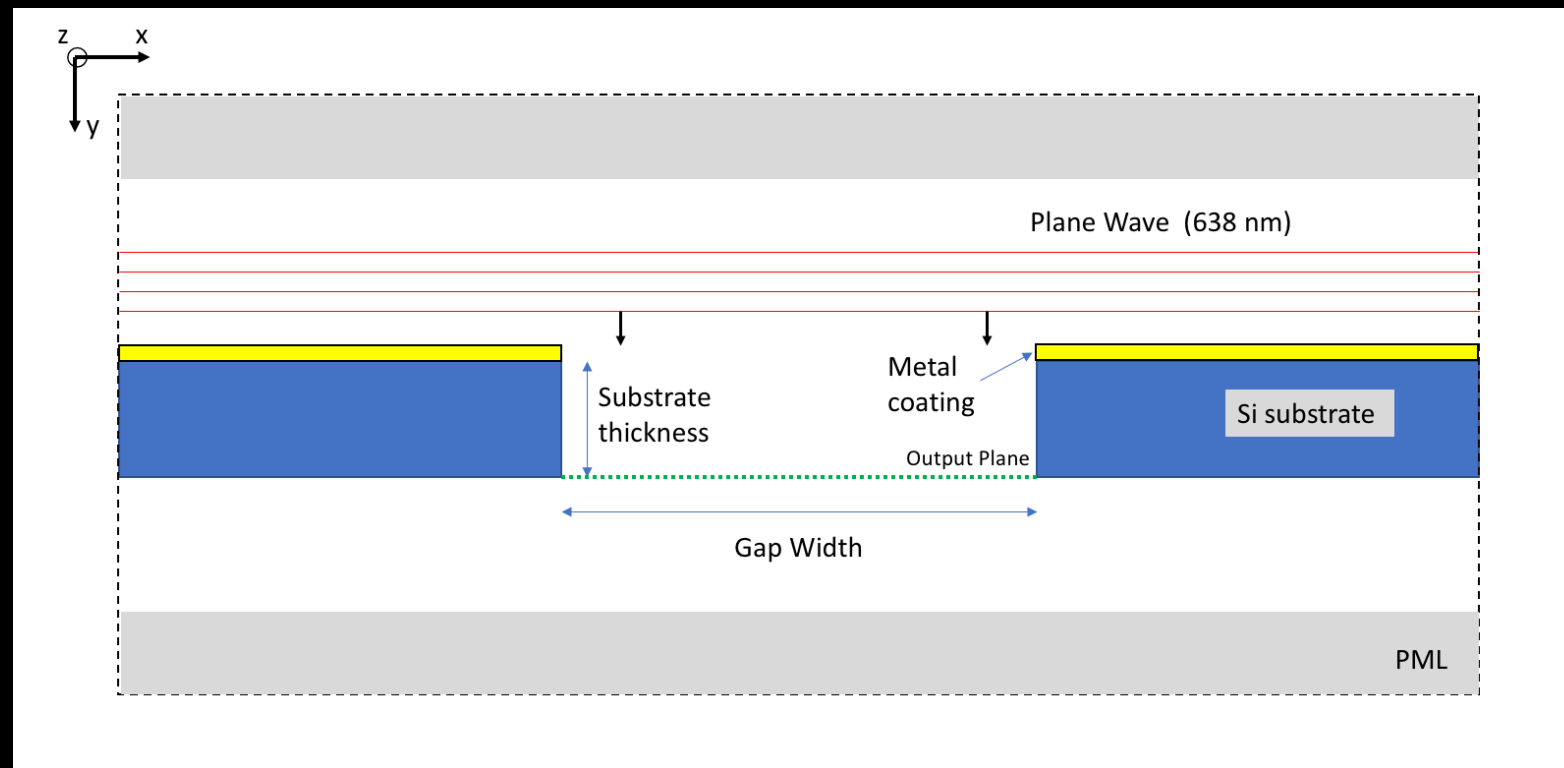 z
x
y
Plane Wave  (638 nm)
Metal
coating
Substrate
thickness
Si substrate
Output Plane
Gap Width
PML